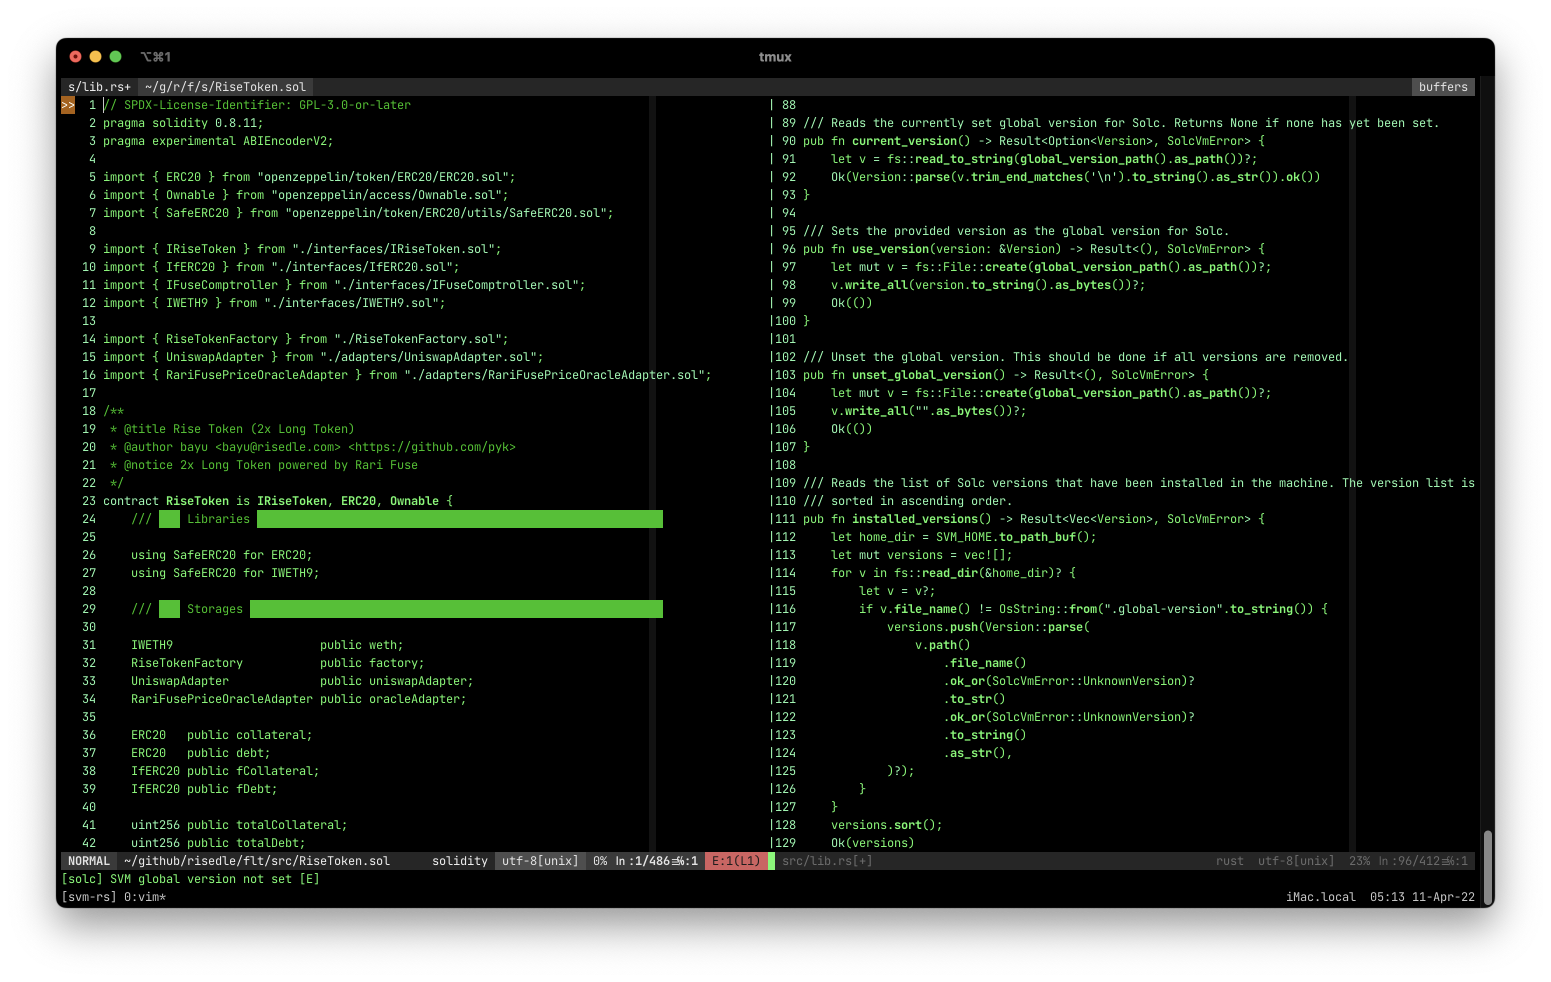 ⌥⌘1
tmux
s/lib.rs+ ~/g/r/f/s/RiseToken.sol
buffers
>> 1 // SPDX-License-Identifier: GPL-3.0-or-later
2 pragma solidity 0.8.11;
3 pragma experimental ABIEncoderV2;
4
5 import { ERC20 } from "openzeppelin/token/ERC20/ERC20.sol";
6 import { Ownable } from "openzeppelin/access/Ownable.sol";
7 import { SafeERC20 } from "openzeppelin/token/ERC20/utils/SafeERC20.sol";
8
9 import { IRiseToken } from "./interfaces/IRiseToken.sol";
10 import { IfERC20 } from "./interfaces/IfERC20.sol";
11 import { IFuseComptroller } from "./interfaces/IFuseComptroller.sol";
12 import { IWETH9 } from "./interfaces/IWETH9.sol";
13
14 import { RiseTokenFactory } from "./RiseTokenFactory.sol";
15 import { UniswapAdapter } from "./adapters/UniswapAdapter.sol";
16 import { RariFusePriceOracleAdapter } from "./adapters/RariFusePriceOracleAdapter.sol";
17
18 /**
19  * @title Rise Token (2x Long Token)
20  * @author bayu <bayu@risedle.com> <https://github.com/pyk>
21  * @notice 2x Long Token powered by Rari Fuse
22  */
23 contract RiseToken is IRiseToken, ERC20, Ownable {
24     /// ███ Libraries ██████████████████████████████████████████████████████████
25
26     using SafeERC20 for ERC20;
27     using SafeERC20 for IWETH9;
28
29     /// ███ Storages ███████████████████████████████████████████████████████████
30
31     IWETH9                     public weth;
32     RiseTokenFactory           public factory;
33     UniswapAdapter             public uniswapAdapter;
34     RariFusePriceOracleAdapter public oracleAdapter;
35
36     ERC20   public collateral;
37     ERC20   public debt;
38     IfERC20 public fCollateral;
39     IfERC20 public fDebt;
40
41     uint256 public totalCollateral;
42     uint256 public totalDebt;
| 88
| 89 /// Reads the currently set global version for Solc. Returns None if none has yet been set.
| 90 pub fn current_version() -> Result<Option<Version>, SolcVmError> {
| 91     let v = fs::read_to_string(global_version_path().as_path())?;
| 92     Ok(Version::parse(v.trim_end_matches('\n').to_string().as_str()).ok())
| 93 }
| 94
| 95 /// Sets the provided version as the global version for Solc.
| 96 pub fn use_version(version: &Version) -> Result<(), SolcVmError> {
| 97     let mut v = fs::File::create(global_version_path().as_path())?;
| 98     v.write_all(version.to_string().as_bytes())?;
| 99     Ok(())
|100 }
|101
|102 /// Unset the global version. This should be done if all versions are removed.
|103 pub fn unset_global_version() -> Result<(), SolcVmError> {
|104     let mut v = fs::File::create(global_version_path().as_path())?;
|105     v.write_all("".as_bytes())?;
|106     Ok(())
|107 }
|108
|109 /// Reads the list of Solc versions that have been installed in the machine. The version list is
|110 /// sorted in ascending order.
|111 pub fn installed_versions() -> Result<Vec<Version>, SolcVmError> {
|112     let home_dir = SVM_HOME.to_path_buf();
|113     let mut versions = vec![];
|114     for v in fs::read_dir(&home_dir)? {
|115         let v = v?;
|116         if v.file_name() != OsString::from(".global-version".to_string()) {
|117             versions.push(Version::parse(
|118                 v.path()
|119                     .file_name()
|120                     .ok_or(SolcVmError::UnknownVersion)?
|121                     .to_str()
|122                     .ok_or(SolcVmError::UnknownVersion)?
|123                     .to_string()
|124                     .as_str(),
|125             )?);
|126         }
|127     }
|128     versions.sort();
|129     Ok(versions)
NORMAL ~/github/risedle/flt/src/RiseToken.sol solidity utf-8[unix] 0% ln :1/486≡℅:1 E:1(L1)
src/lib.rs[+] rust utf-8[unix] 23% ln :96/412≡℅:1
[solc] SVM global version not set [E]
[svm-rs] 0:vim*
iMac.local 05:13 11-Apr-22